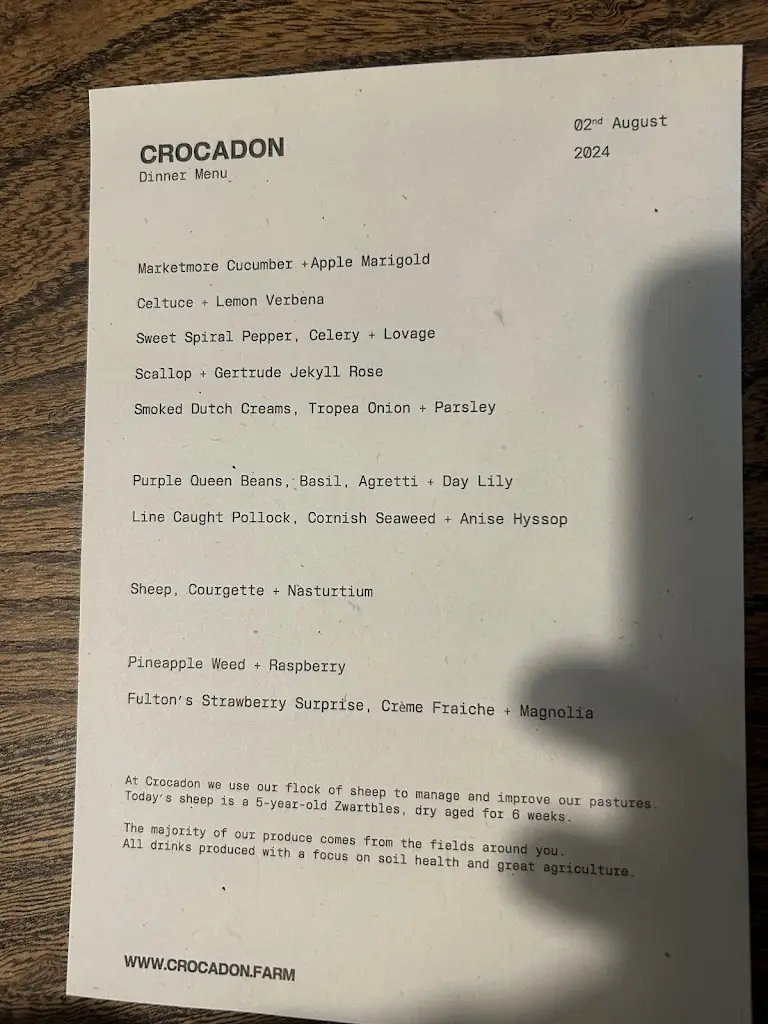 CROCADON
Dinner Menu
02nd August
2024
Marketmore Cucumber +Apple Marigold
Celtuce + Lemon Verbena
Sweet Spiral Pepper, Celery + Lovage
Scallop + Gertrude Jekyll Rose
Smoked Dutch Creams, Tropea Onion + Parsley
Purple Queen Beans, Basil, Agretti + Day Lily
Line Caught Pollock, Cornish Seaweed + Anise Hyssop
Sheep, Courgette + Nasturtium
Pineapple Weed + Raspberry
Fulton's Strawberry Surprise, Crème Fraiche + Magnolia
At Crocadon we use our flock of sheep to manage and improve our pastures.
Today's sheep is a 5-year-old Zwartbles, dry aged for 6 weeks.
The majority of our produce comes from the fields around you.
All drinks produced with a focus on soil health and great agriculture.
WWW.CROCADON.FARM